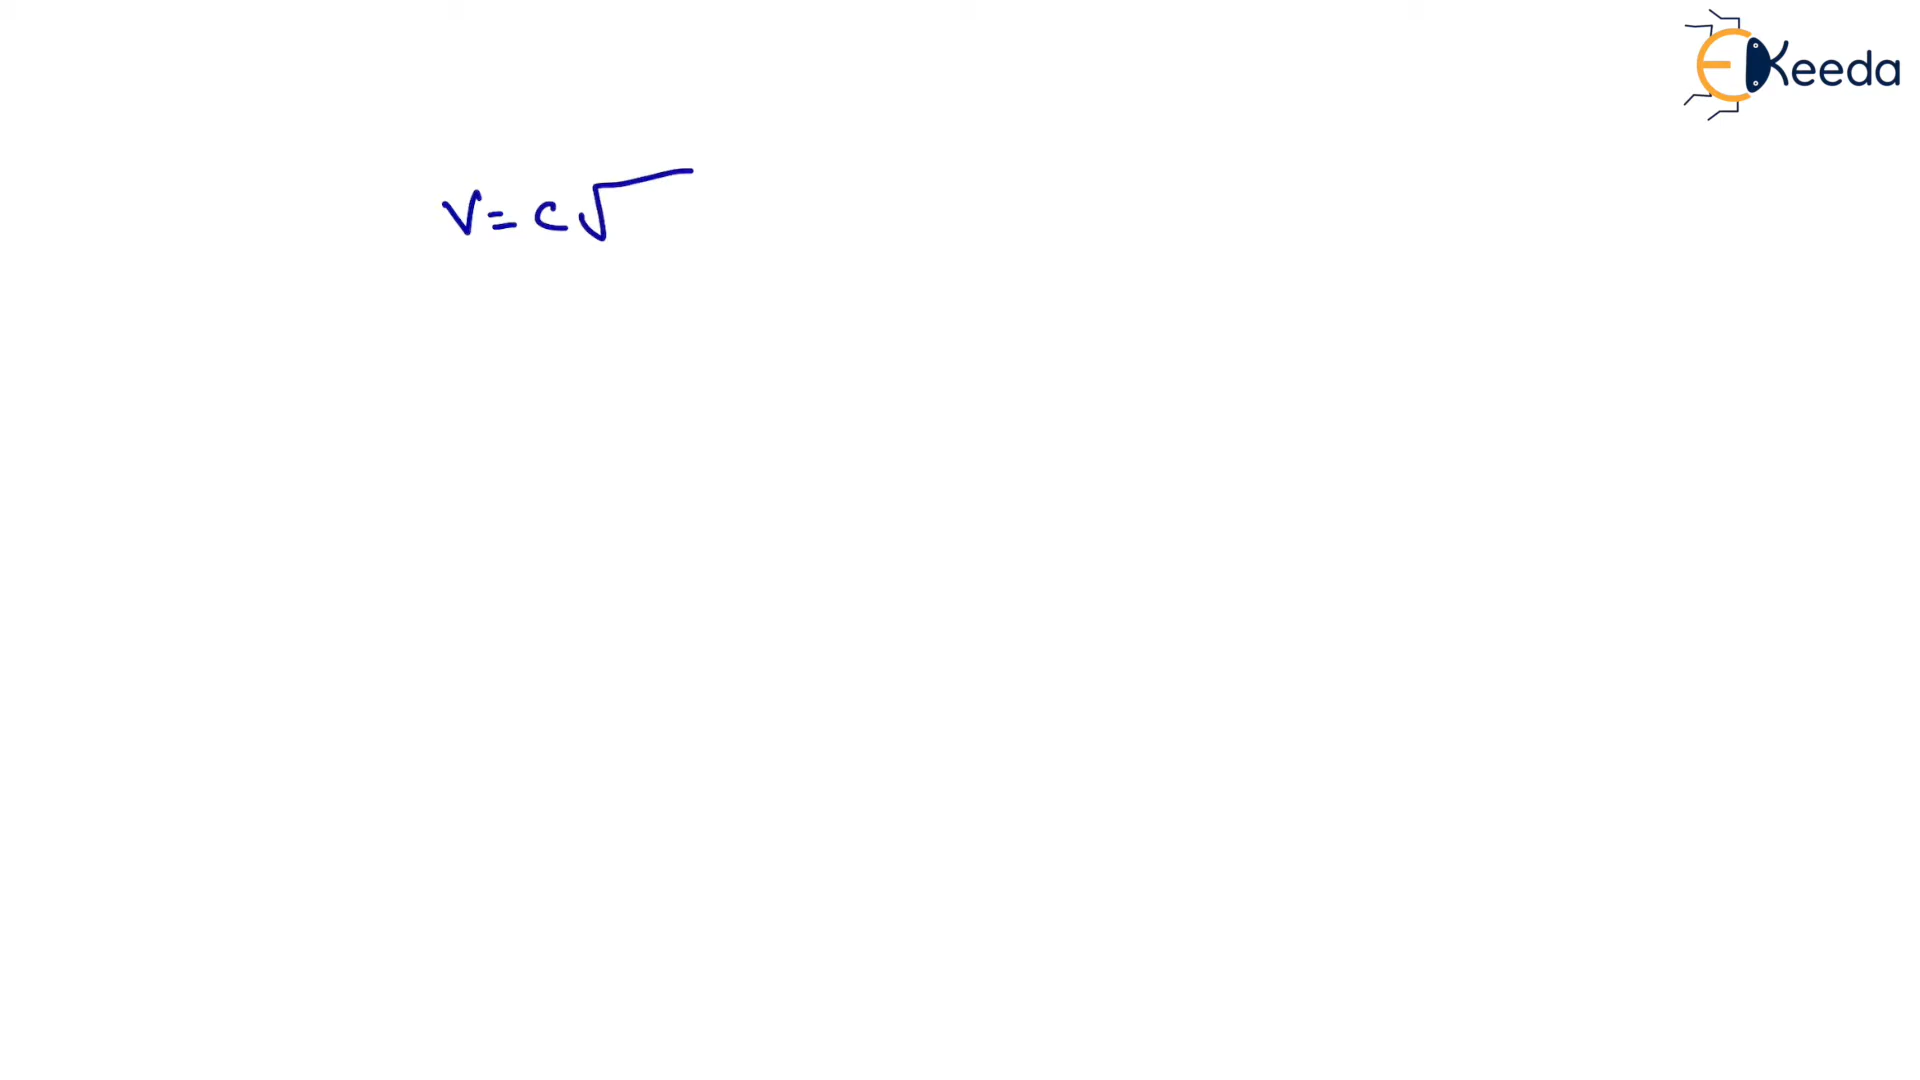 EKeeda
V = C√